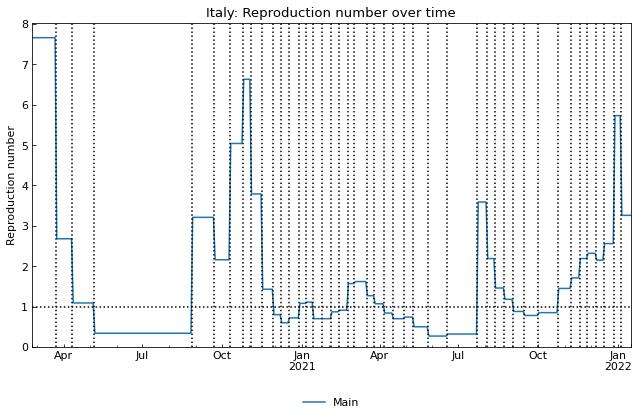 Italy: Reproduction number over time
Reproduction number
8
7
6
5
4
3
2
1
0
Apr
Jul
Oct
Jan
2021
Apr
Jul
Oct
Jan
2022
Main